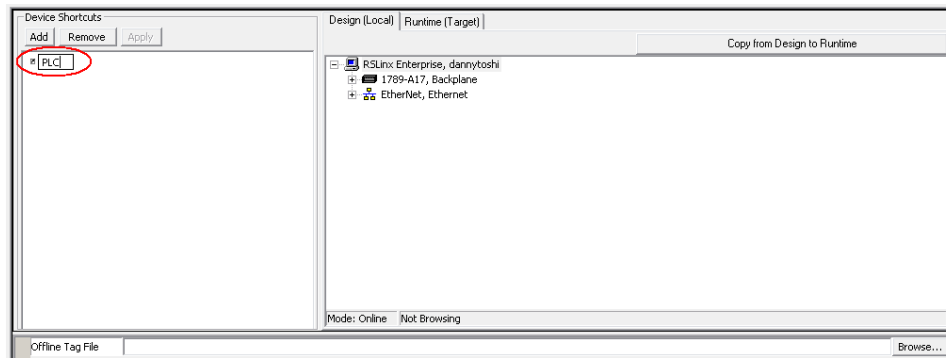 Device Shortcuts
Add Remove Apply
PLC
Design (Local) Runtime (Target)
Copy from Design to Runtime
RSLinx Enterprise, dannytoshi
1789-A17, Backplane
EtherNet, Ethernet
Mode: Online Not Browsing
Offline Tag File Browse...